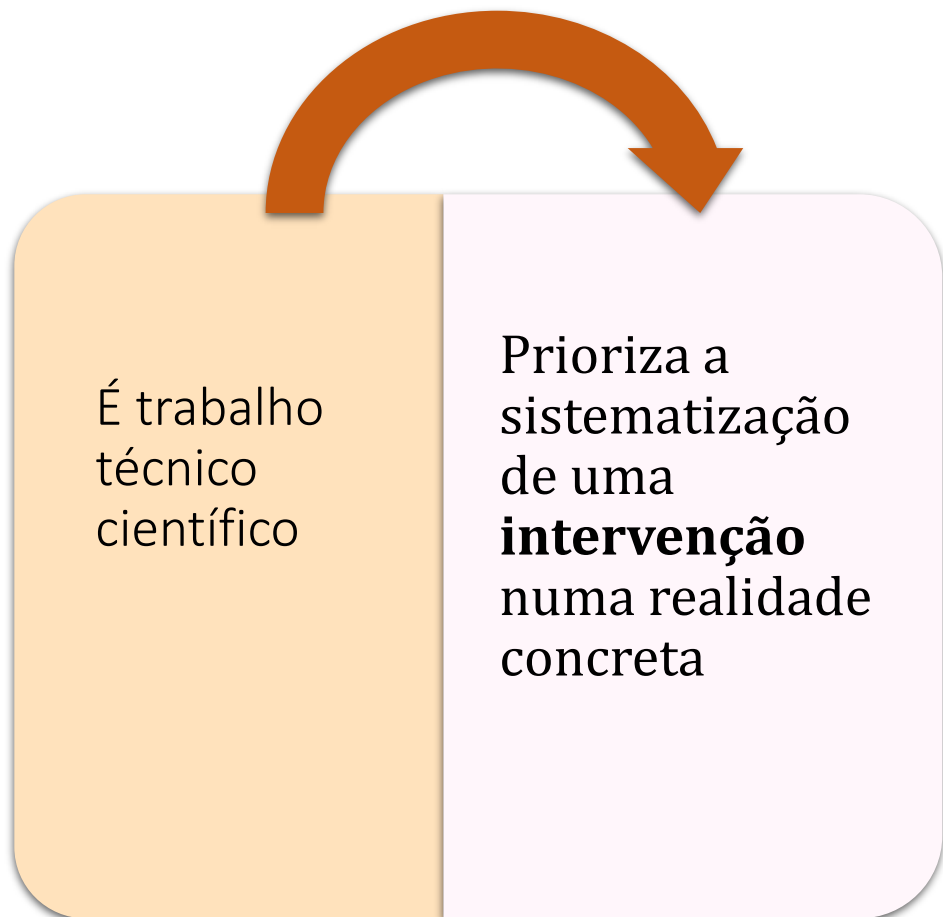 É trabalho
técnico
científico
Prioriza a
sistematização
de uma
intervenção
numa realidade
concreta